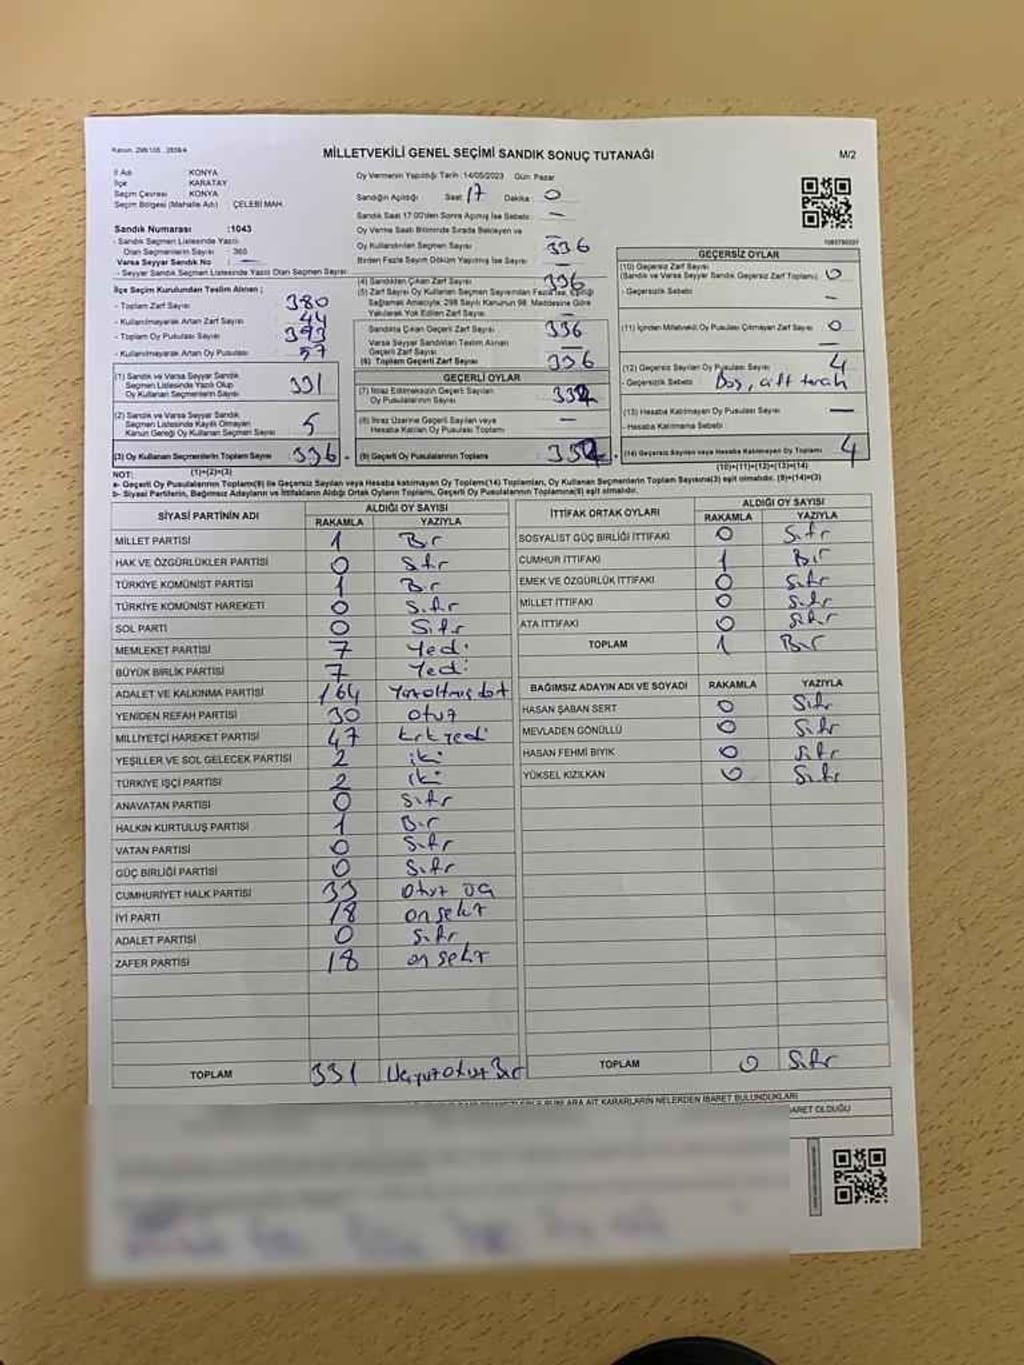 MİLLETVEKİLİ GENEL SEÇİMİ SANDIK SONUÇ TUTANAĞI
M/2
İl Adı : KONYA
İlçe : KARATAY
Seçim Çevresi : KONYA
Seçim Bölgesi (Mahalle Adı) : ÇELEBİ MAH.
Sandık Numarası :1043
- Sandık Seçmen Listesinde Yazılı
Olan Seçmenlerin Sayısı : 360
Varsa Seyyar Sandık No : —
- Seyyar Sandık Seçmen Listesinde Yazılı Olan Seçmen Sayısı:
İlçe Seçim Kurulundan Teslim Alınan ;
- Toplam Zarf Sayısı : 380
- Kullanılmayarak Artan Zarf Sayısı : 44
- Toplam Oy Pusulası : 393
- Kullanılmayarak Artan Oy Pusulası : 57
(1) Sandık ve Varsa Seyyar Sandık
Seçmen Listesinde Yazılı Olup
Oy Kullanan Seçmen Sayısı : 331
(2) Sandık ve Varsa Seyyar Sandık
Seçmen Listesinde Kayıtlı Olmayan
Kanun Gereği Oy Kullanan Seçmen Sayısı : 5
(3) Oy Kullanan Seçmenlerin Toplam Sayısı : 336
Oy Vermenin Yapıldığı Tarih :14/05/2023 Gün: Pazar
Sandığın Açıldığı Saat :17 Dakika : 0
Sandık Saat 17:00'den Sonra Açılmış İse Sebebi : —
Oy Verme Saati Bitiminde Sırada Bekleyen ve
Oy Kullandırılan Seçmen Sayısı : —
336
Birden Fazla Sayım Döküm Yapılmış İse Sayısı : —
(4) Sandıktan Çıkan Zarf Sayısı : 336
(5) Zarf Sayısı Oy Kullanan Seçmen Sayısından Fazla İse, Eşitliği
Sağlamak Amacıyla; 298 Sayılı Kanunun 98. Maddesine Göre
Yakılarak Yok Edilen Zarf Sayısı : —
Sandıkta Çıkan Geçerli Zarf Sayısı : 336
Varsa Seyyar Sandıktan Teslim Alınan
Geçerli Zarf Sayısı : —
(6) Toplam Geçerli Zarf Sayısı : 336
GEÇERLİ OYLAR
(7) İtiraz Edilmeksizin Geçerli Sayılan
Oy Pusulalarının Sayısı :
(8) İtiraz Üzerine Geçerli Sayılan veya
Hesaba Katılan Oy Pusulası Toplamı : —
(9) Geçerli Oy Pusulalarının Toplamı :
GEÇERSİZ OYLAR
(10) Geçersiz Zarf Sayısı
(Sandık ve Varsa Seyyar Sandık Geçersiz Zarf Toplamı) : 0
- Geçersizlik Sebebi : —
(11) İçinden Milletvekili Oy Pusulası Çıkmayan Zarf Sayısı : 0
—
(12) Geçersiz Sayılan Oy Pusulası Sayısı : 4
- Geçersizlik Sebebi : Boş, çift tercih
(13) Hesaba Katılmayan Oy Pusulası Sayısı : —
- Hesaba Katılmama Sebebi :
(14) Geçersiz Sayılan veya Hesaba Katılmayan Oy Toplamı : 4
NOT: (1)+(2)=(3) (10)+(11)+(12)+(13)=(14)
a- Geçerli Oy Pusulalarının Toplamı(9) ile Geçersiz Sayılan veya Hesaba katılmayan Oy Toplamı(14) Toplamları, Oy Kullanan Seçmenlerin Toplam Sayısına(3) eşit olmalıdır. (9)+(14)=(3)
b- Siyasi Partilerin, Bağımsız Adayların ve İttifakların Aldığı Ortak Oyların Toplamı, Geçerli Oy Pusulalarının Toplamına(9) eşit olmalıdır.
SİYASİ PARTİNİN ADI ALDIĞI OY SAYISI
RAKAMLA YAZIYLA
MİLLET PARTİSİ 1 Bir
HAK VE ÖZGÜRLÜKLER PARTİSİ 0 Sıfır
TÜRKİYE KOMÜNİST PARTİSİ 1 Bir
TÜRKİYE KOMÜNİST HAREKETİ 0 Sıfır
SOL PARTİ 0 Sıfır
MEMLEKET PARTİSİ 7 Yedi
BÜYÜK BİRLİK PARTİSİ 7 Yedi
ADALET VE KALKINMA PARTİSİ 164 Yüzaltmış dört
YENİDEN REFAH PARTİSİ 30 otuz
MİLLİYETÇİ HAREKET PARTİSİ 47 kırk yedi
YEŞİLLER VE SOL GELECEK PARTİSİ 2 iki
TÜRKİYE İŞÇİ PARTİSİ 2 iki
ANAVATAN PARTİSİ 0 Sıfır
HALKIN KURTULUŞ PARTİSİ 1 Bir
VATAN PARTİSİ 0 Sıfır
GÜÇ BİRLİĞİ PARTİSİ 0 Sıfır
CUMHURİYET HALK PARTİSİ 33 otuz üç
İYİ PARTİ 18 on sekiz
ADALET PARTİSİ 0 Sıfır
ZAFER PARTİSİ 18 on sekiz
TOPLAM 331 Üçyüzotuz Bir
İTTİFAK ORTAK OYLARI ALDIĞI OY SAYISI
RAKAMLA YAZIYLA
SOSYALİST GÜÇ BİRLİĞİ İTTİFAKI 0 Sıfır
CUMHUR İTTİFAKI 1 Bir
EMEK VE ÖZGÜRLÜK İTTİFAKI 0 Sıfır
MİLLET İTTİFAKI 0 Sıfır
ATA İTTİFAKI 0 Sıfır
TOPLAM 1 Bir
BAĞIMSIZ ADAYIN ADI VE SOYADI RAKAMLA YAZIYLA
HASAN ŞABAN SERT 0 Sıfır
MEVLADEN GÖNÜLLÜ 0 Sıfır
HASAN FEHMİ BIYIK 0 Sıfır
YÜKSEL KIZILKAN 0 Sıfır
TOPLAM 0 Sıfır
KARARLARIN NELERDEN İBARET BULUNDUKLARI
İBARET OLDUĞU